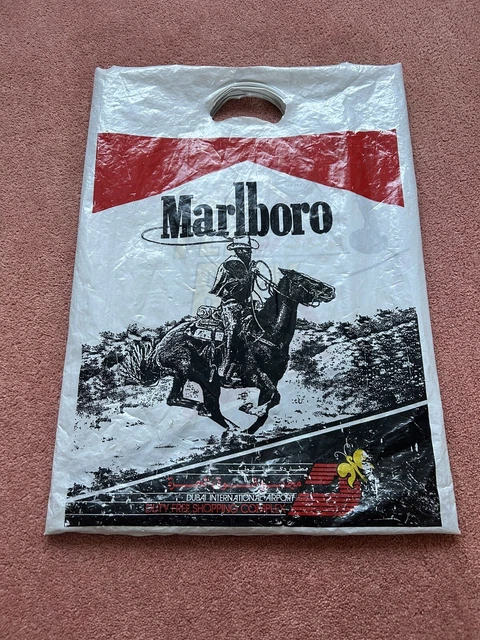 Marlboro
DUBAI INTERNATIONAL AIRPORT
DUTY FREE SHOPPING COMPLEX